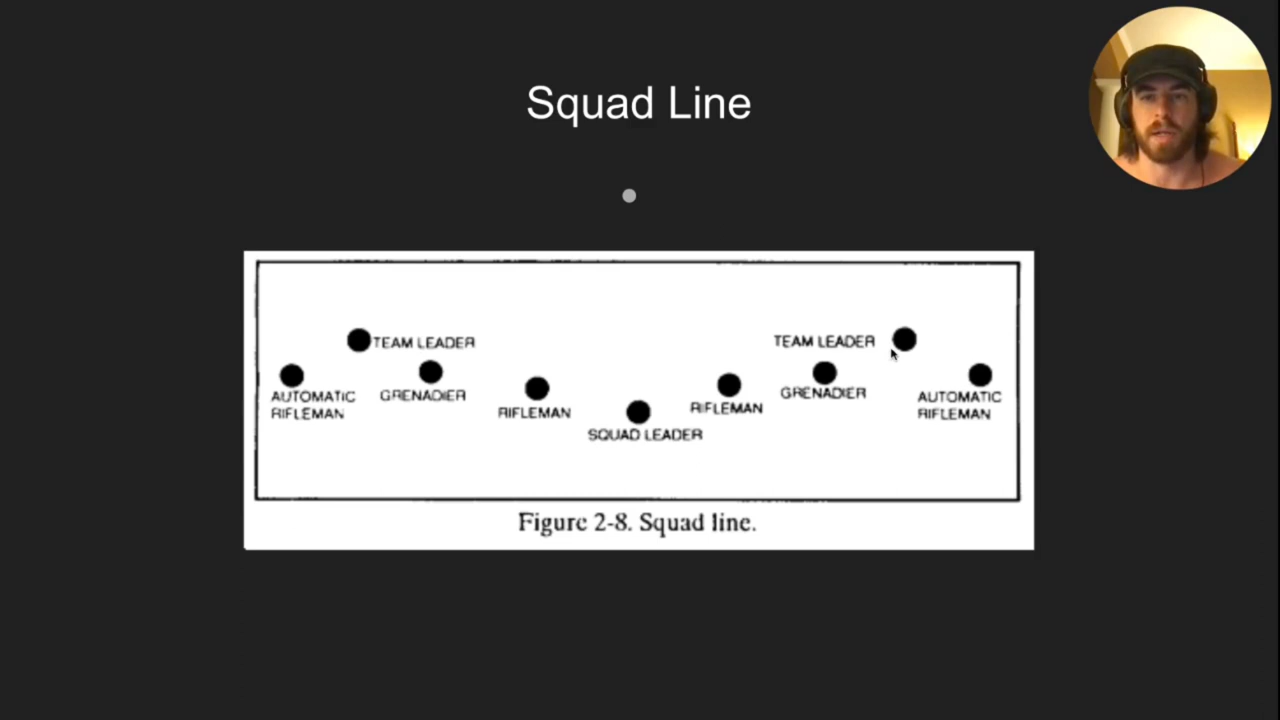 Squad Line
TEAM LEADER
TEAM LEADER
AUTOMATIC
RIFLEMAN
GRENADIER
RIFLEMAN
SQUAD LEADER
RIFLEMAN
GRENADIER
AUTOMATIC
RIFLEMAN
Figure 2-8. Squad line.